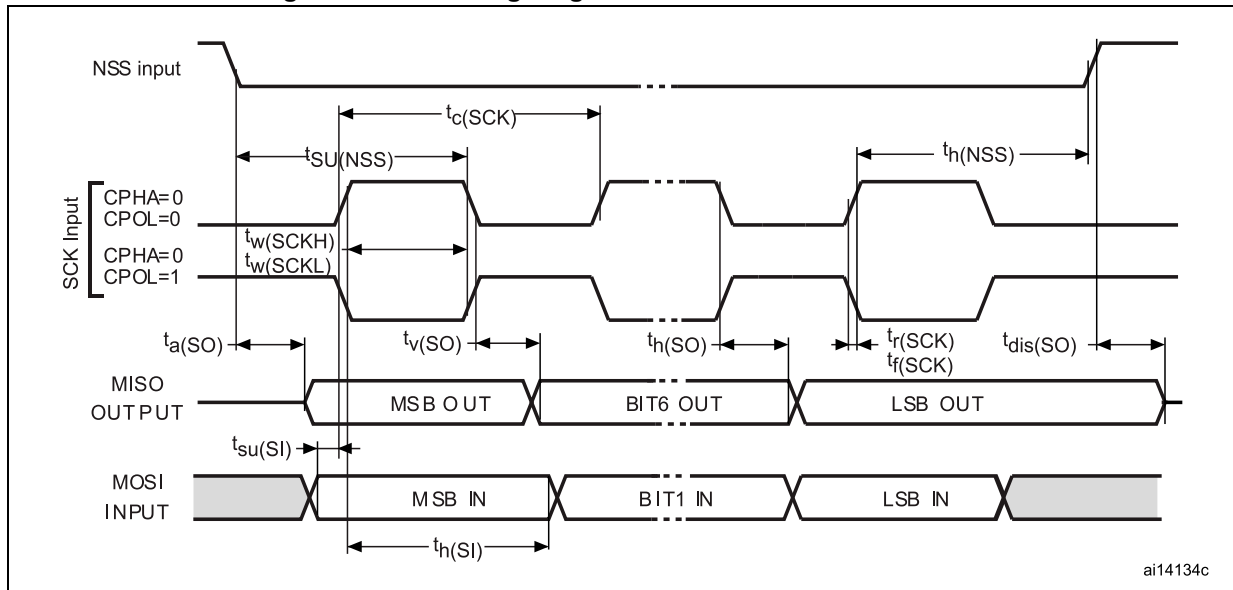 NSS input
tc(SCK)
tSU(NSS)
th(NSS)
SCK Input
CPHA=0
CPOL=0
CPHA=0
CPOL=1
tw(SCKH)
tw(SCKL)
ta(SO)
tv(SO)
th(SO)
tr(SCK)
tf(SCK)
tdis(SO)
MISO
OUTPUT
MSB OUT
BIT6 OUT
LSB OUT
tsu(SI)
MOSI
INPUT
MSB IN
BIT1 IN
LSB IN
th(SI)
ai14134c